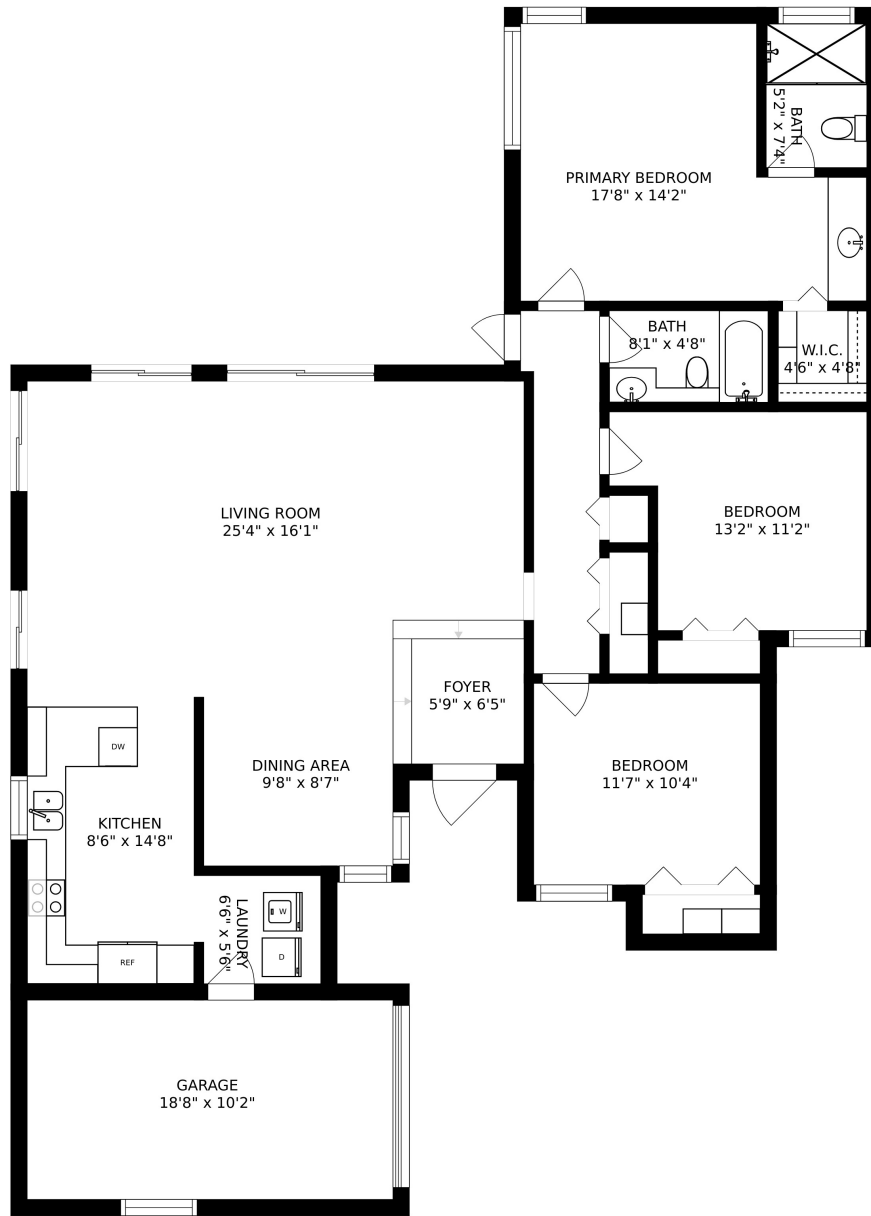 BATH
5'2" x 7'4"
PRIMARY BEDROOM
17'8" x 14'2"
BATH
8'1" x 4'8"
W.I.C.
4'6" x 4'8"
LIVING ROOM
25'4" x 16'1"
BEDROOM
13'2" x 11'2"
FOYER
5'9" x 6'5"
DW
DINING AREA
9'8" x 8'7"
BEDROOM
11'7" x 10'4"
KITCHEN
8'6" x 14'8"
LAUNDRY
6'6" x 5'6"
W
D
REF
GARAGE
18'8" x 10'2"